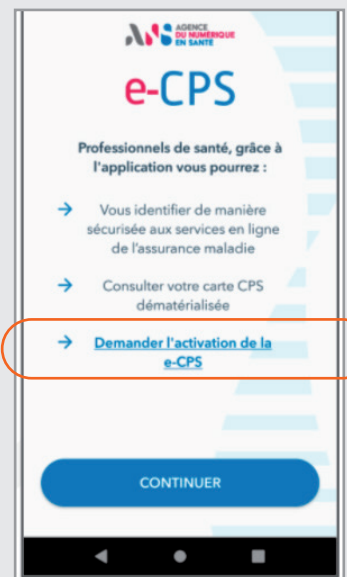 ANS AGENCE
DU NUMÉRIQUE
EN SANTÉ
e-CPS
Professionnels de santé, grâce à
l'application vous pourrez :
→ Vous identifier de manière
sécurisée aux services en ligne
de l'assurance maladie
→ Consulter votre carte CPS
dématérialisée
→ Demander l'activation de la
e-CPS
CONTINUER